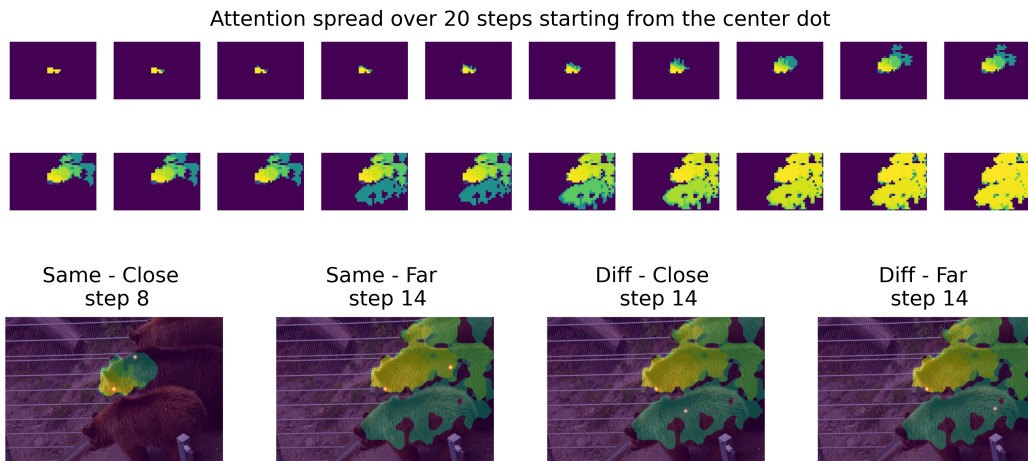 Attention spread over 20 steps starting from the center dot
Same - Close
step 8
Same - Far
step 14
Diff - Close
step 14
Diff - Far
step 14